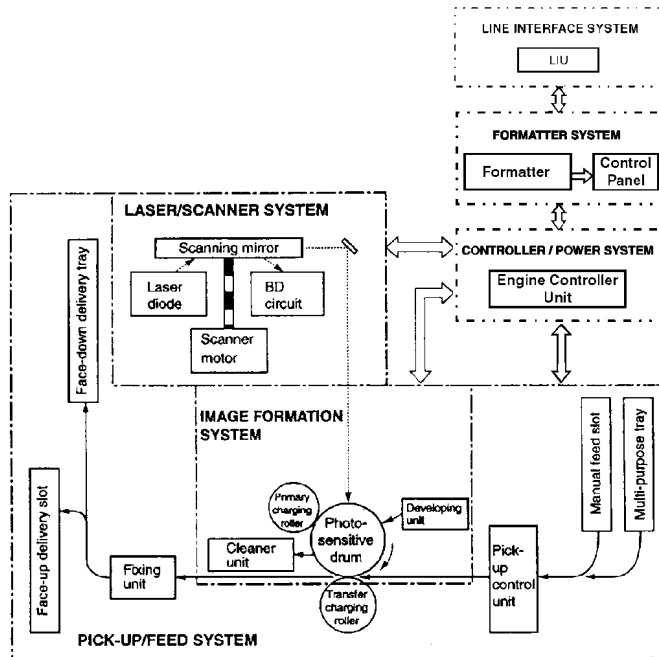 LINE INTERFACE SYSTEM
LIU
FORMATTER SYSTEM
Formatter
Control
Panel
LASER/SCANNER SYSTEM
Scanning mirror
Laser
diode
BD
circuit
Scanner
motor
CONTROLLER / POWER SYSTEM
Engine Controller
Unit
Face-down delivery tray
IMAGE FORMATION
SYSTEM
Manual feed slot
Multi-purpose tray
Face-up delivery slot
Primary
charging
roller
Photo-
sensitive
drum
Developing
unit
Cleaner
unit
Fixing
unit
Pick-
up
control
unit
Transfer
charging
roller
PICK-UP/FEED SYSTEM